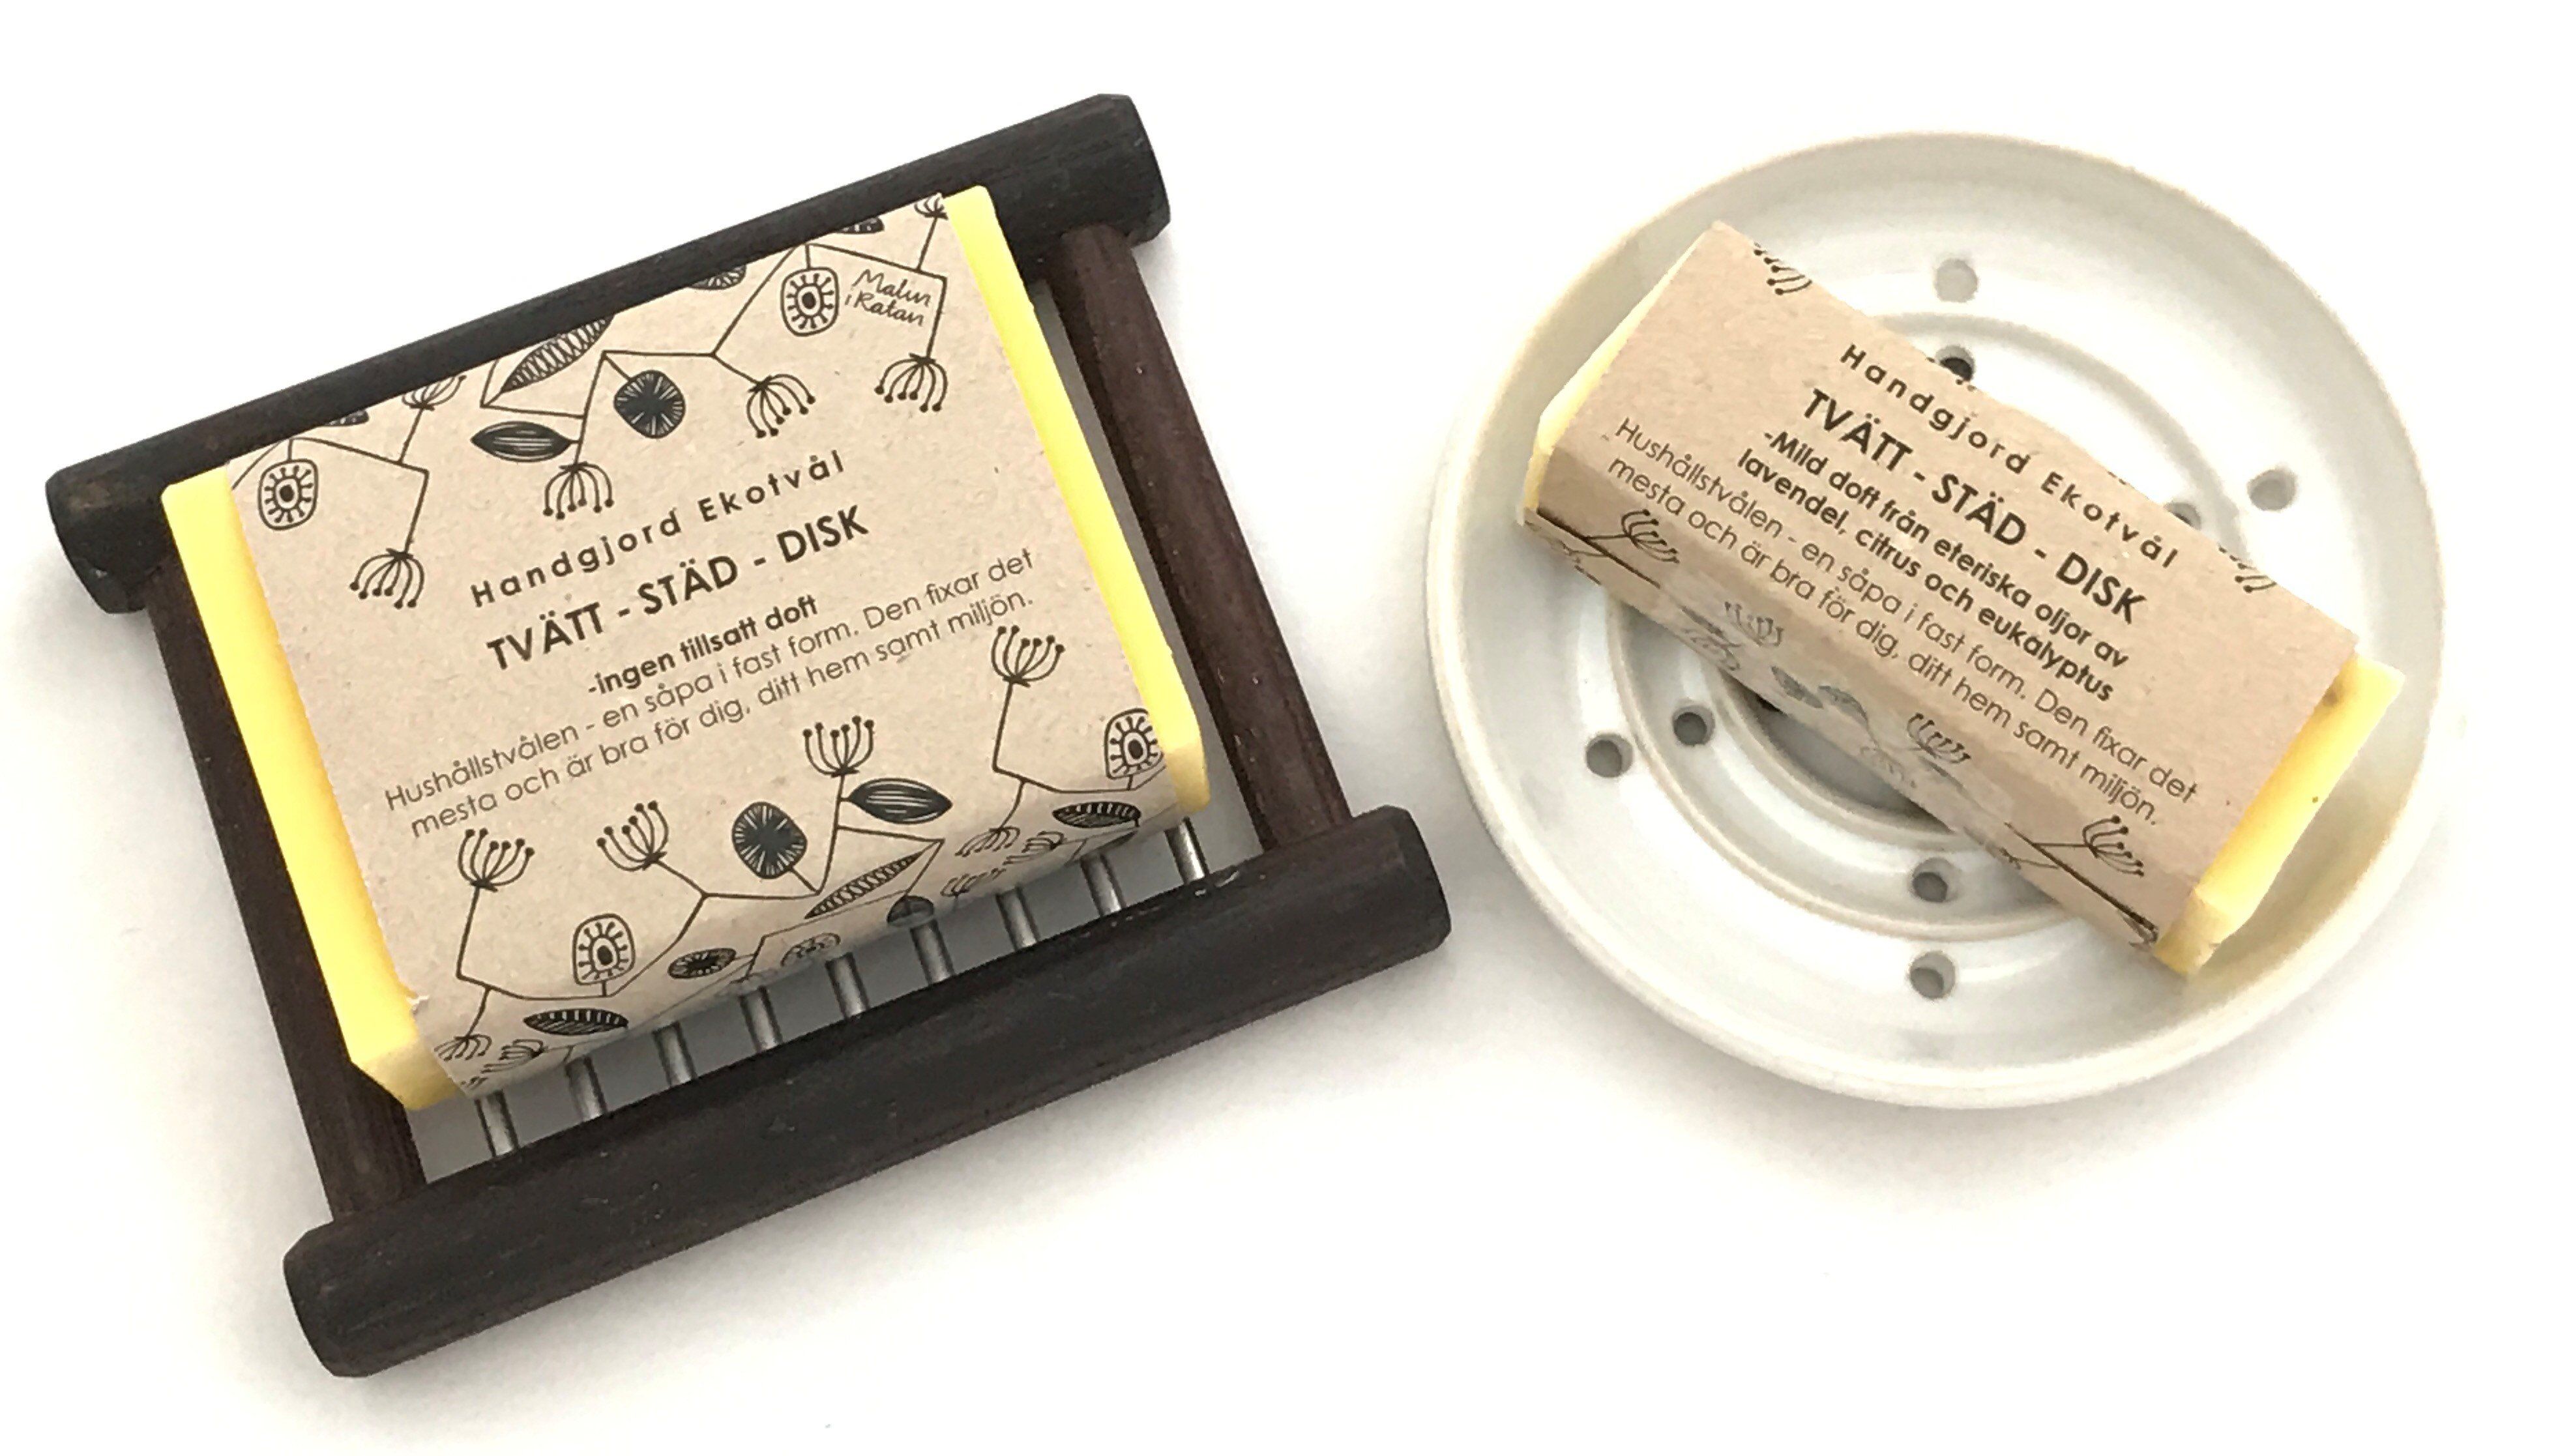 Malin
i Ratan
Handgjord Ekotvål
TVÄTT - STÄD - DISK
-ingen tillsatt doft
Hushållstvålen - en såpa i fast form. Den fixar det
mesta och är bra för dig, ditt hem samt miljön.
Handgjord Ekotvål
TVÄTT - STÄD - DISK
-Mild doft från eteriska oljor av
lavendel, citrus och eukalyptus
Hushållstvålen - en såpa i fast form. Den fixar det
mesta och är bra för dig, ditt hem samt miljön.